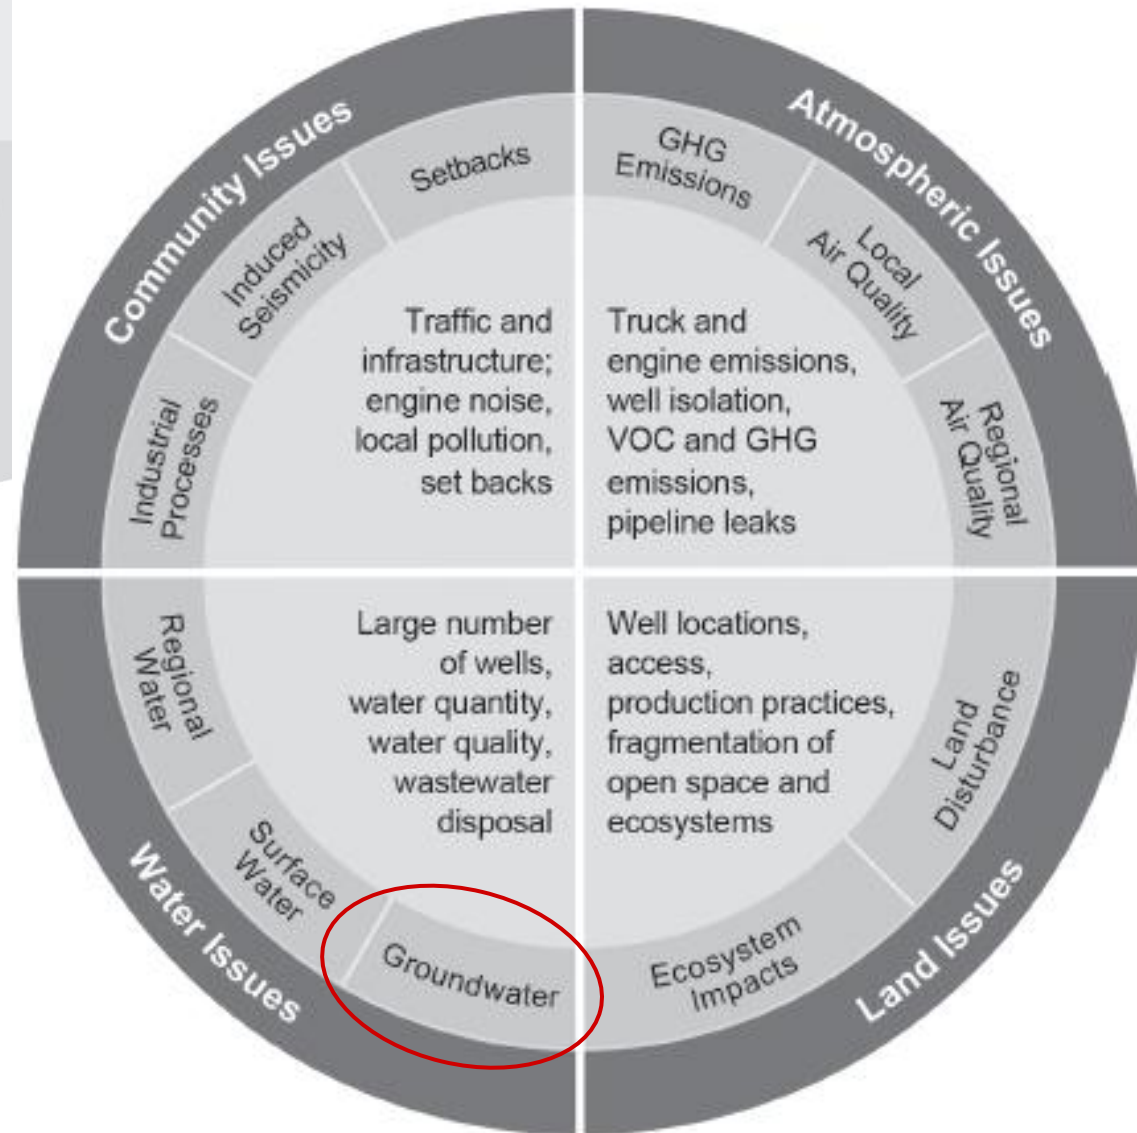 Community Issues
Setbacks
Induced
Seismicity
Industrial
Processes
Traffic and
infrastructure;
engine noise,
local pollution,
set backs
Atmospheric Issues
GHG
Emissions
Local
Air Quality
Regional
Air Quality
Truck and
engine emissions,
well isolation,
VOC and GHG
emissions,
pipeline leaks
Water Issues
Regional
Water
Surface
Water
Groundwater
Large number
of wells,
water quantity,
water quality,
wastewater
disposal
Land Issues
Land
Disturbance
Ecosystem
Impacts
Well locations,
access,
production practices,
fragmentation of
open space and
ecosystems